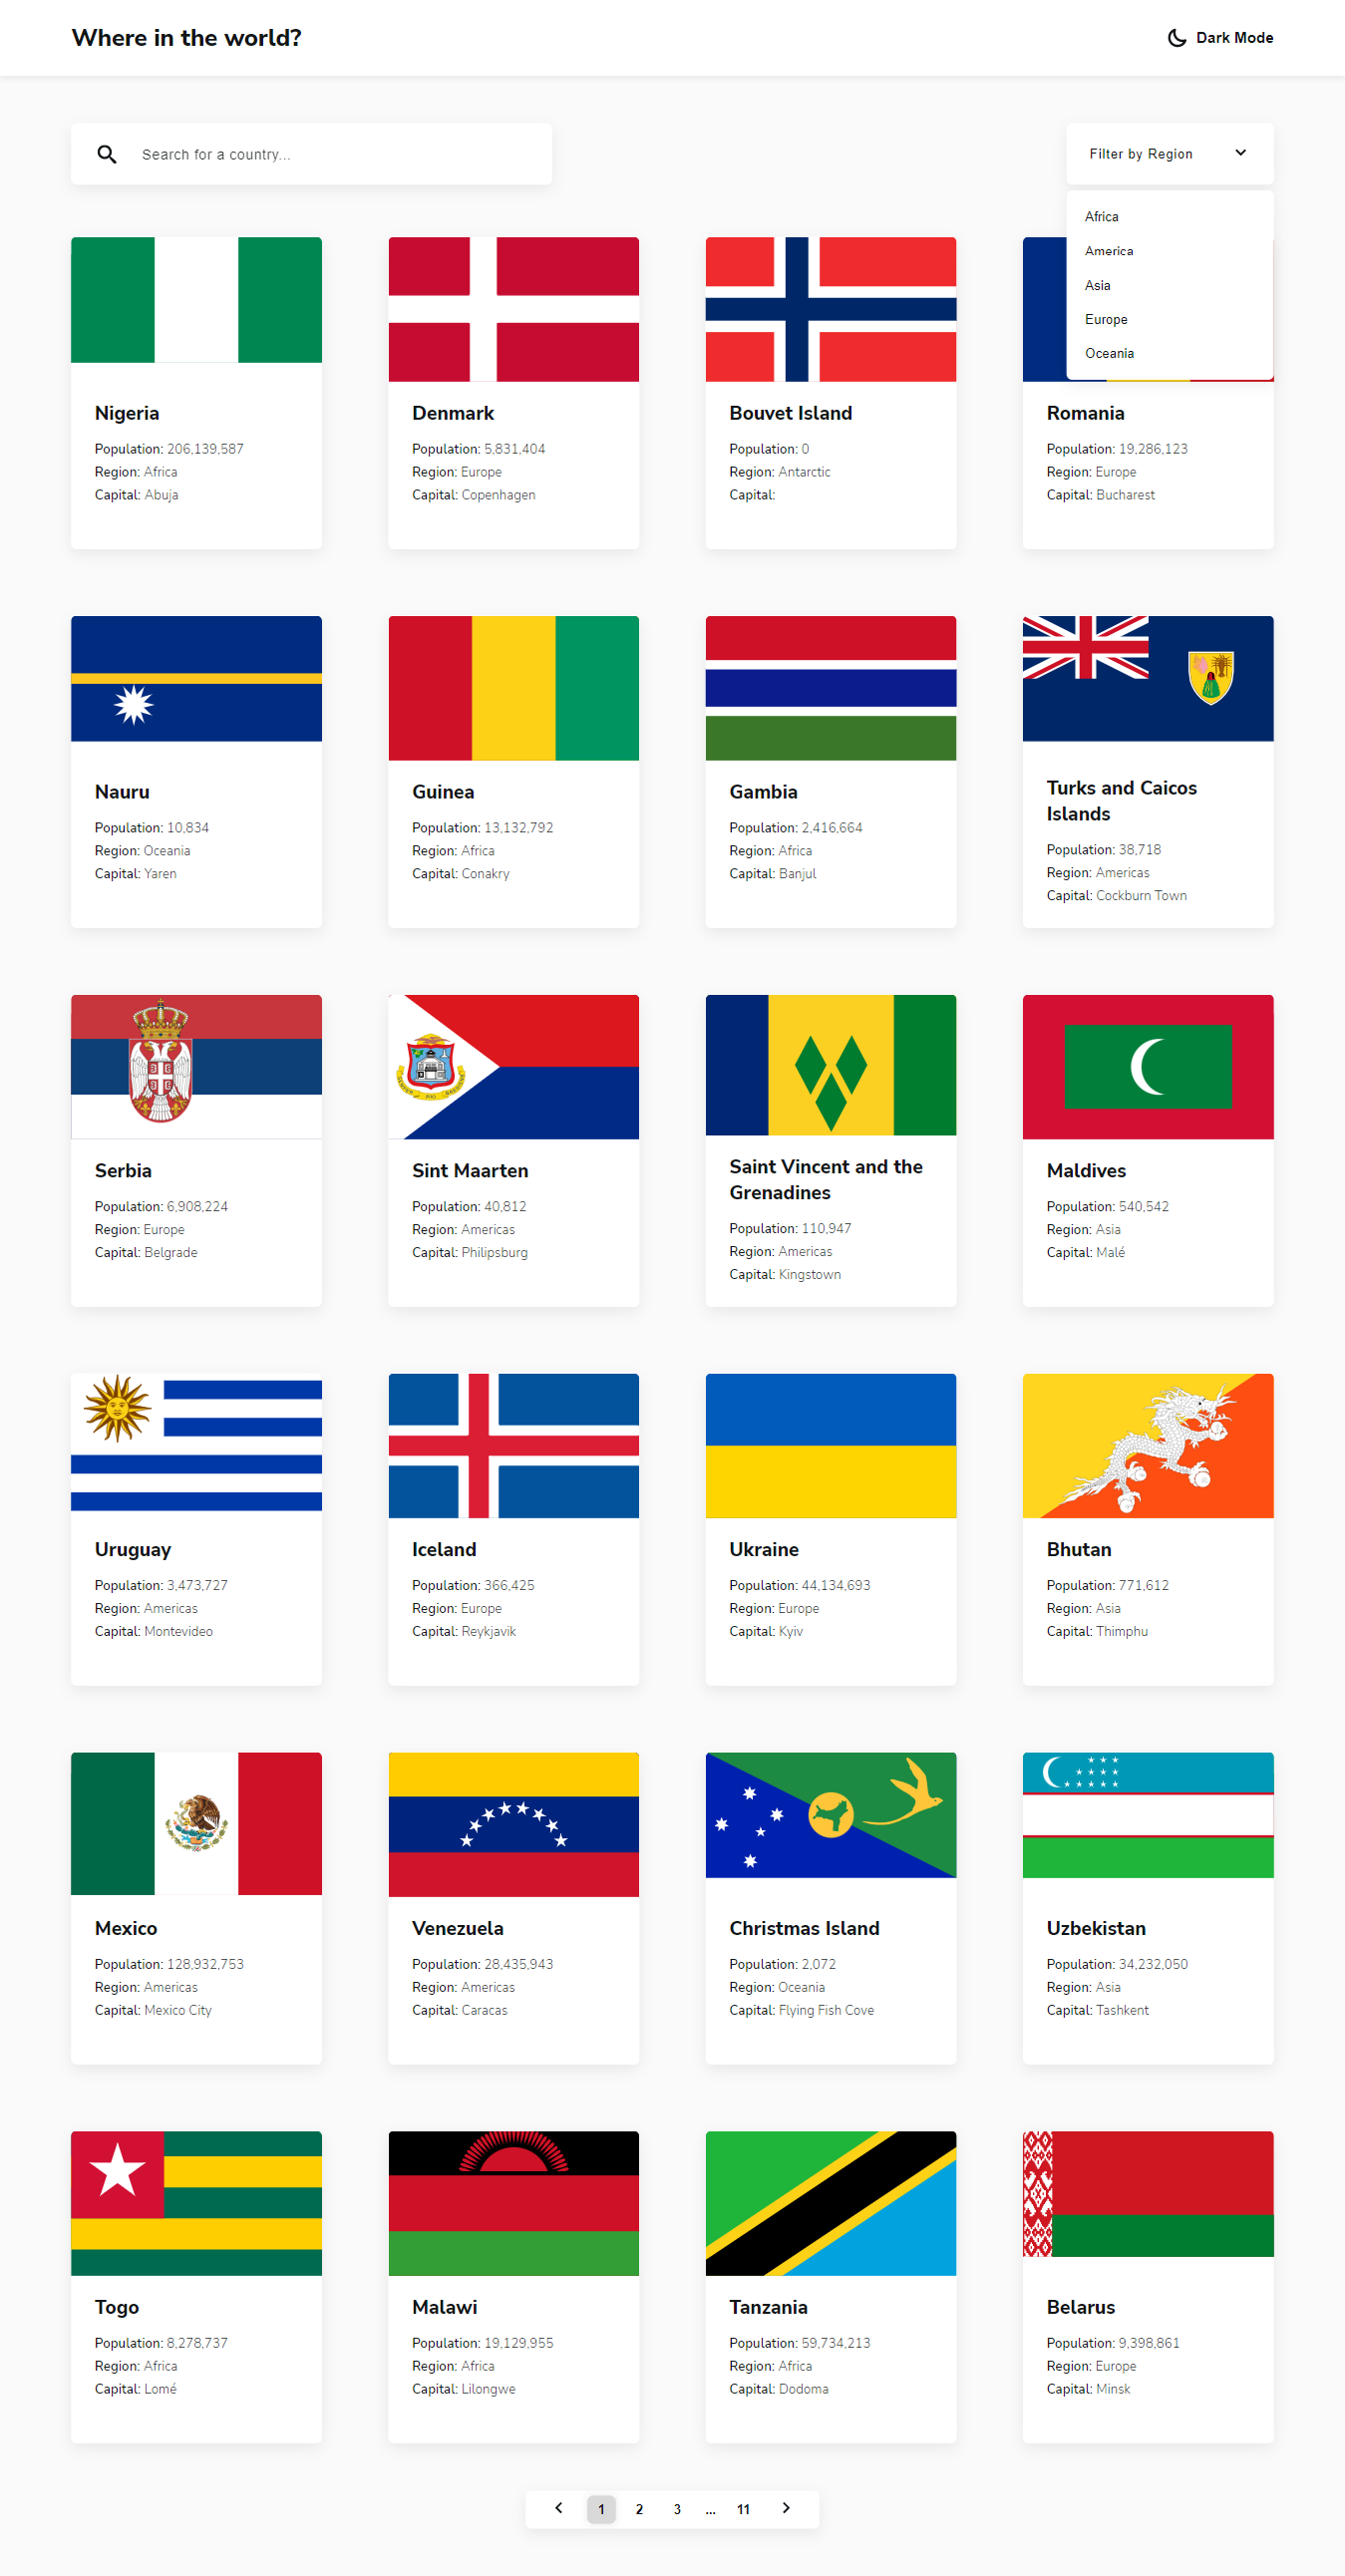 Where in the world?
Dark Mode
Search for a country...
Filter by Region
Africa
America
Asia
Europe
Oceania
Nigeria
Population: 206,139,587
Region: Africa
Capital: Abuja
Denmark
Population: 5,831,404
Region: Europe
Capital: Copenhagen
Bouvet Island
Population: 0
Region: Antarctic
Capital:
Romania
Population: 19,286,123
Region: Europe
Capital: Bucharest
Nauru
Population: 10,834
Region: Oceania
Capital: Yaren
Guinea
Population: 13,132,792
Region: Africa
Capital: Conakry
Gambia
Population: 2,416,664
Region: Africa
Capital: Banjul
Turks and Caicos
Islands
Population: 38,718
Region: Americas
Capital: Cockburn Town
Serbia
Population: 6,908,224
Region: Europe
Capital: Belgrade
Sint Maarten
Population: 40,812
Region: Americas
Capital: Philipsburg
Saint Vincent and the
Grenadines
Population: 110,947
Region: Americas
Capital: Kingstown
Maldives
Population: 540,542
Region: Asia
Capital: Malé
Uruguay
Population: 3,473,727
Region: Americas
Capital: Montevideo
Iceland
Population: 366,425
Region: Europe
Capital: Reykjavik
Ukraine
Population: 44,134,693
Region: Europe
Capital: Kyiv
Bhutan
Population: 771,612
Region: Asia
Capital: Thimphu
Mexico
Population: 128,932,753
Region: Americas
Capital: Mexico City
Venezuela
Population: 28,435,943
Region: Americas
Capital: Caracas
Christmas Island
Population: 2,072
Region: Oceania
Capital: Flying Fish Cove
Uzbekistan
Population: 34,232,050
Region: Asia
Capital: Tashkent
Togo
Population: 8,278,737
Region: Africa
Capital: Lomé
Malawi
Population: 19,129,955
Region: Africa
Capital: Lilongwe
Tanzania
Population: 59,734,213
Region: Africa
Capital: Dodoma
Belarus
Population: 9,398,861
Region: Europe
Capital: Minsk
1 2 3 ... 11